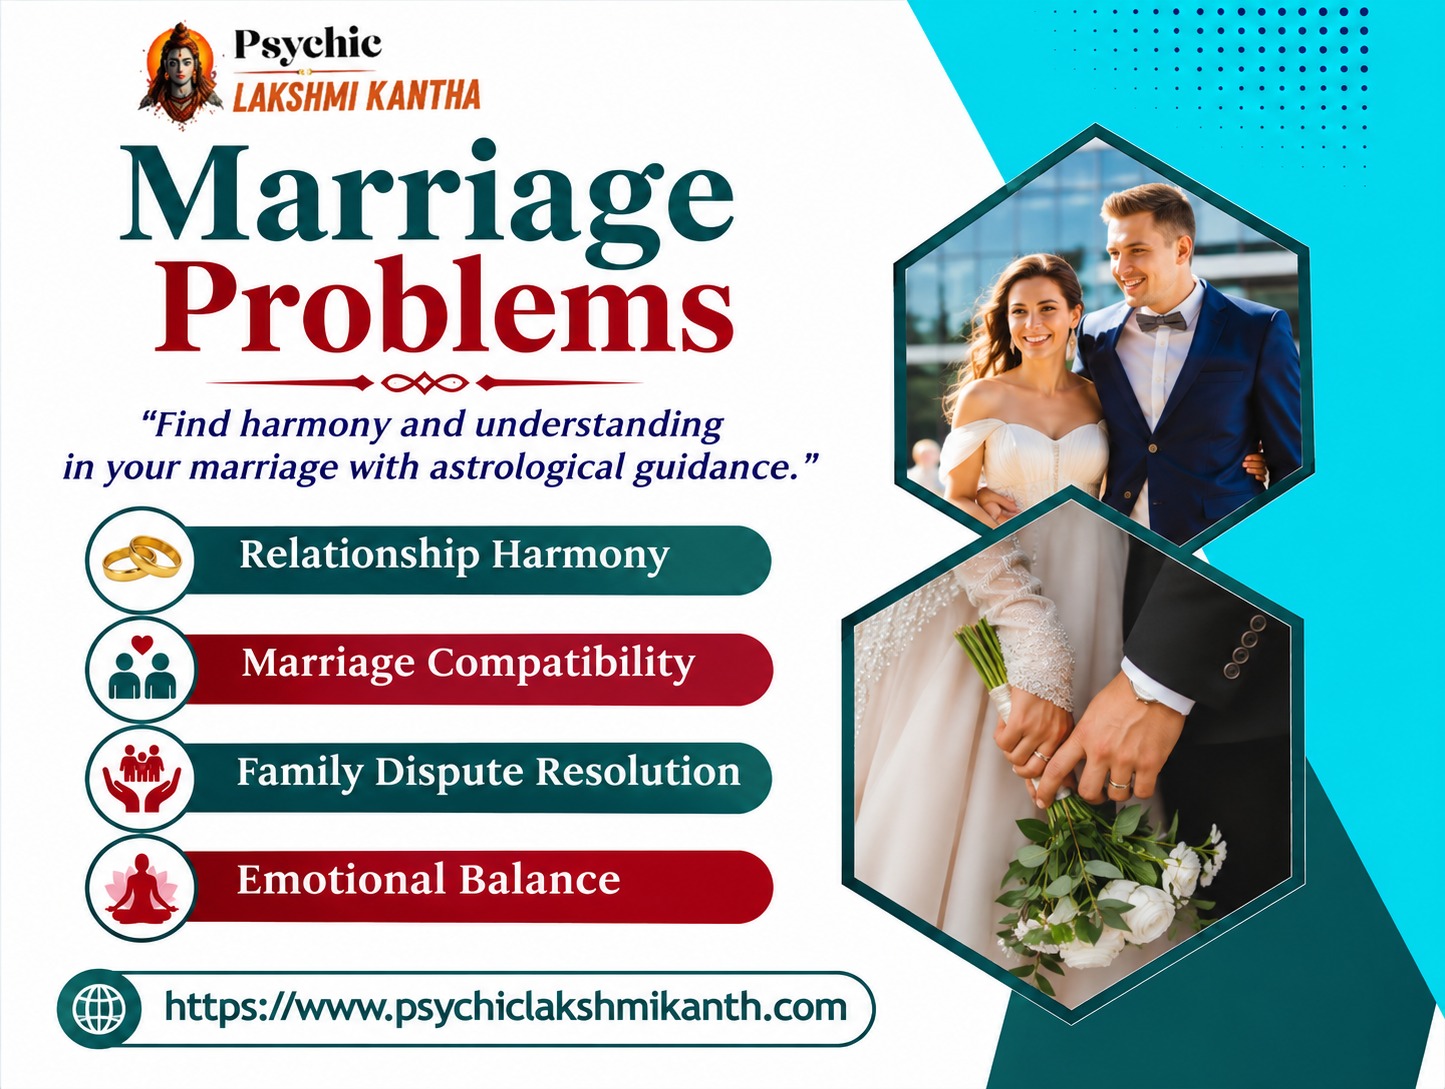 Psychic
LAKSHMI KANTHA
Marriage
Problems
“Find harmony and understanding
in your marriage with astrological guidance.”
Relationship Harmony
Marriage Compatibility
Family Dispute Resolution
Emotional Balance
https://www.psychiclakshmikanth.com